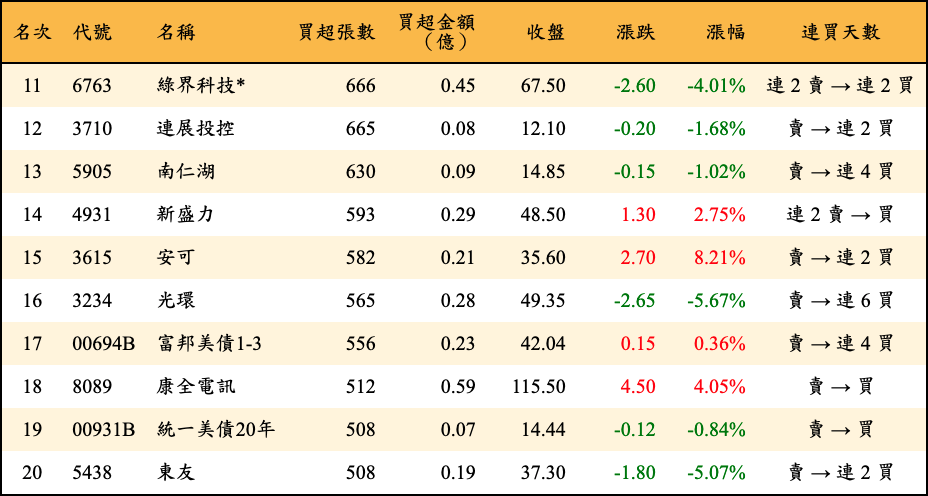 名次 代號 名稱 買超張數 買超金額（億） 收盤 漲跌 漲幅 連買天數
11 6763 綠界科技* 666 0.45 67.50 -2.60 -4.01% 連 2 賣 → 連 2 買
12 3710 連展投控 665 0.08 12.10 -0.20 -1.68% 賣 → 連 2 買
13 5905 南仁湖 630 0.09 14.85 -0.15 -1.02% 賣 → 連 4 買
14 4931 新盛力 593 0.29 48.50 1.30 2.75% 連 2 賣 → 買
15 3615 安可 582 0.21 35.60 2.70 8.21% 賣 → 連 2 買
16 3234 光環 565 0.28 49.35 -2.65 -5.67% 賣 → 連 6 買
17 00694B 富邦美債1-3 556 0.23 42.04 0.15 0.36% 賣 → 連 4 買
18 8089 康全電訊 512 0.59 115.50 4.50 4.05% 賣 → 買
19 00931B 統一美債20年 508 0.07 14.44 -0.12 -0.84% 賣 → 買
20 5438 東友 508 0.19 37.30 -1.80 -5.07% 賣 → 連 2 買